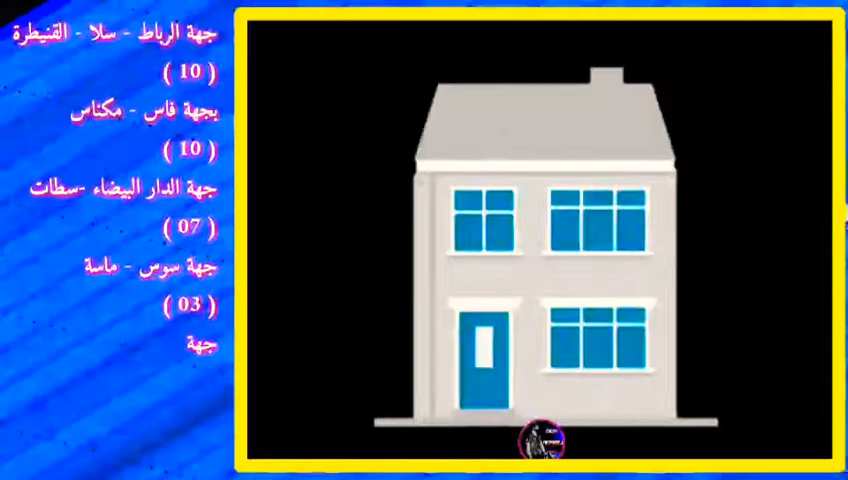 جهة الرباط - سلا - القنيطرة
( 10 )
بجهة فاس - مكناس
( 10 )
جهة الدار البيضاء -سطات
( 07 )
جهة سوس - ماسة
( 03 )
جهة